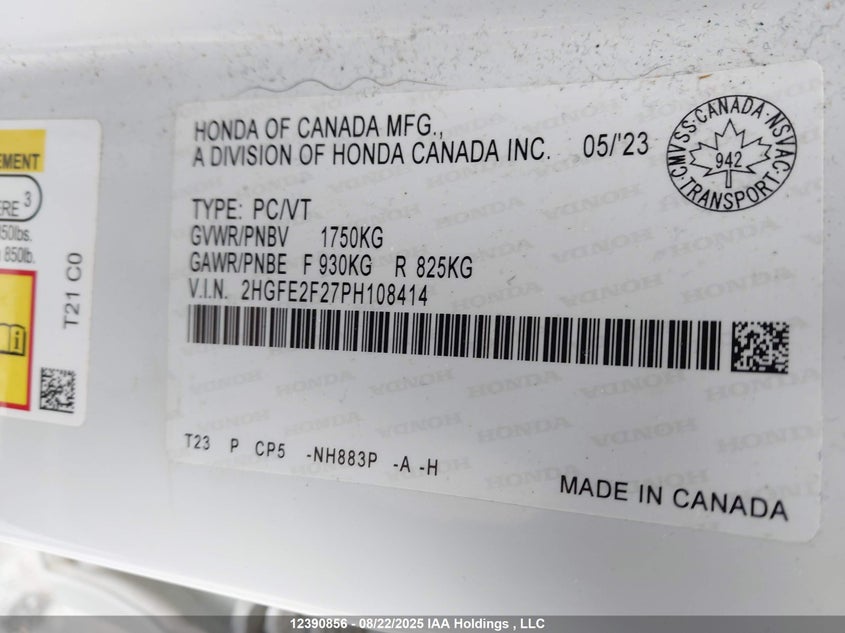 EMENT
ERE 3
850lb.
T21 C0
HONDA OF CANADA MFG.,
A DIVISION OF HONDA CANADA INC. 05/'23
CMVSS · CANADA · NSVAC · TRANSPORT
942
TYPE: PC/VT
GVWR/PNBV 1750KG
GAWR/PNBE F 930KG R 825KG
V.I.N. 2HGFE2F27PH108414
T23 P CP5 -NH883P -A -H
MADE IN CANADA
12390856 - 08/22/2025 IAA Holdings , LLC